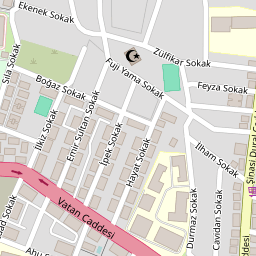 Ekenek Sokak
Zülfikar Sokak
Sıla Sokak
Fuji Yama Sokak
Boğaz Sokak
Feyza Sokak
Emir Sultan Sokak
İlkiz Sokak
İpek Sokak
Hayat Sokak
İlham Sokak
Vatan Caddesi
Durmaz Sokak
Cavidan Sokak
Sokak